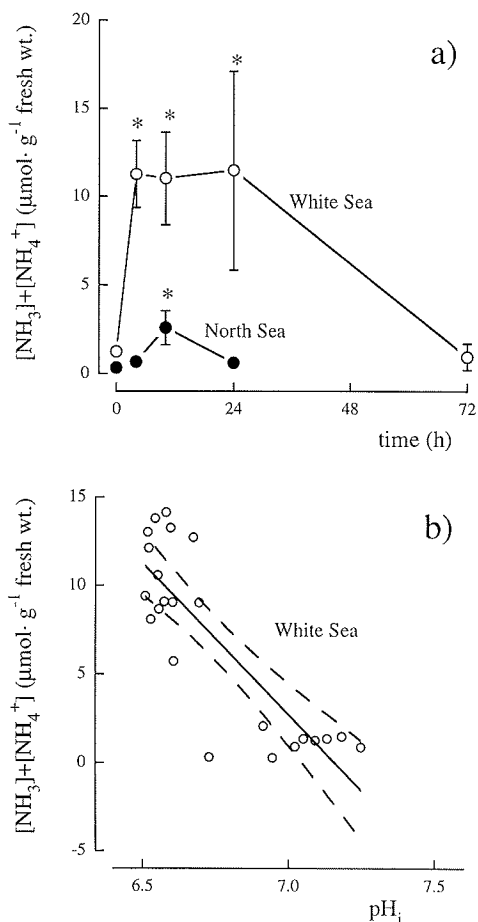 a)
[NH₃]+[NH₄⁺] (µmol· g⁻¹ fresh wt.)
20
15
10
5
0
*
*
*
*
White Sea
North Sea
0
24
48
72
time (h)
b)
[NH₃]+[NH₄⁺] (µmol· g⁻¹ fresh wt.)
15
10
5
0
-5
White Sea
6.5
7.0
7.5
pHᵢ